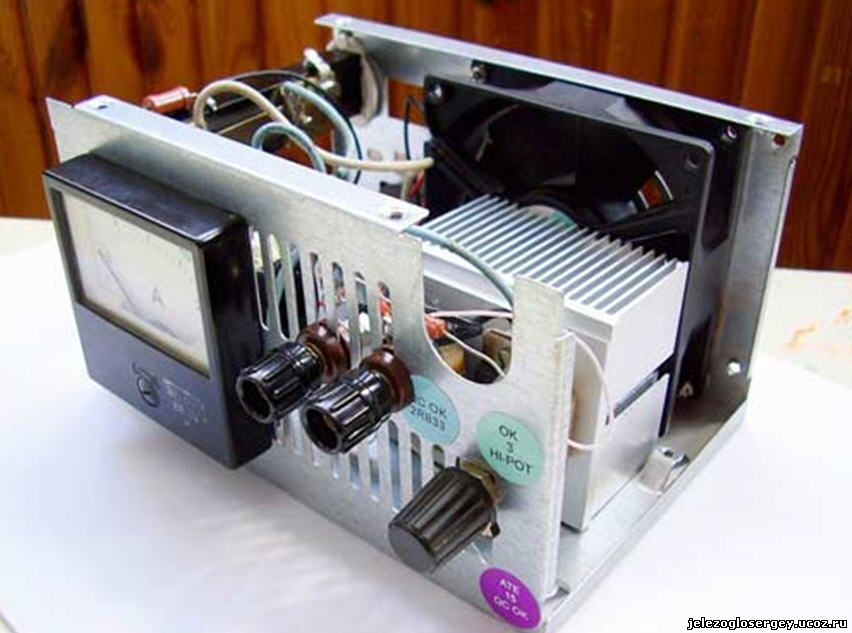 A
QC OK
2RB33
OK
3
HI-POT
ATE
15
QC OK
jelezoglosergey.ucoz.ru